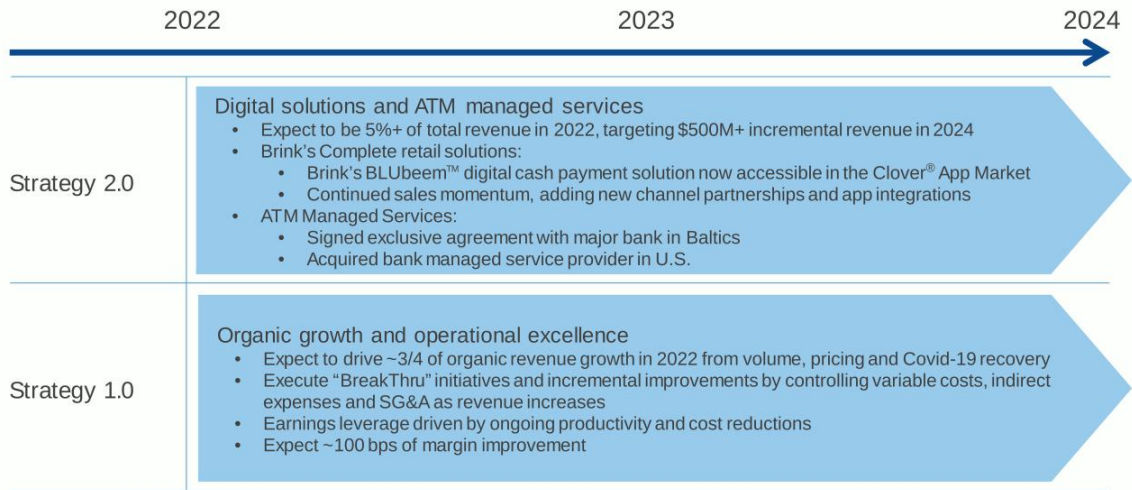 2022 2023 2024
Strategy 2.0
Digital solutions and ATM managed services
• Expect to be 5%+ of total revenue in 2022, targeting $500M+ incremental revenue in 2024
• Brink's Complete retail solutions:
• Brink's BLUbeem™ digital cash payment solution now accessible in the Clover® App Market
• Continued sales momentum, adding new channel partnerships and app integrations
• ATM Managed Services:
• Signed exclusive agreement with major bank in Baltics
• Acquired bank managed service provider in U.S.
Strategy 1.0
Organic growth and operational excellence
• Expect to drive ~3/4 of organic revenue growth in 2022 from volume, pricing and Covid-19 recovery
• Execute “BreakThru” initiatives and incremental improvements by controlling variable costs, indirect
expenses and SG&A as revenue increases
• Earnings leverage driven by ongoing productivity and cost reductions
• Expect ~100 bps of margin improvement